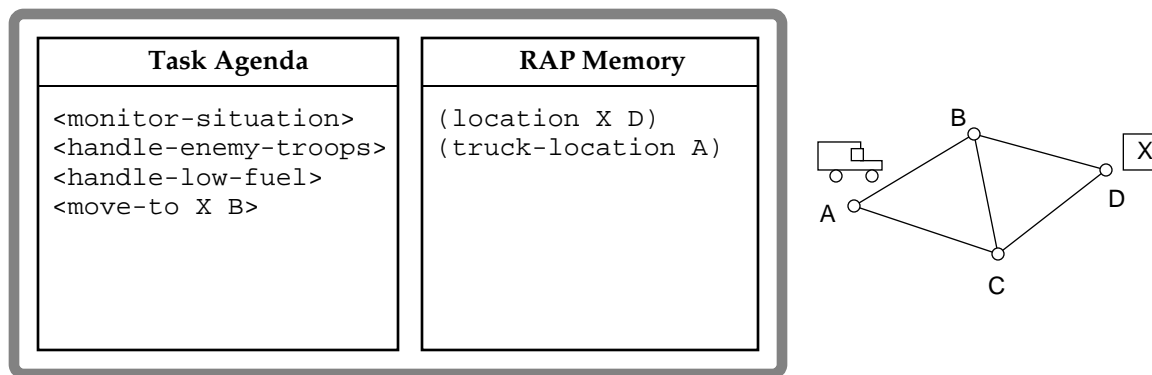 Task Agenda
<monitor-situation>
<handle-enemy-troops>
<handle-low-fuel>
<move-to X B>
RAP Memory
(location X D)
(truck-location A)
B
X
A
D
C